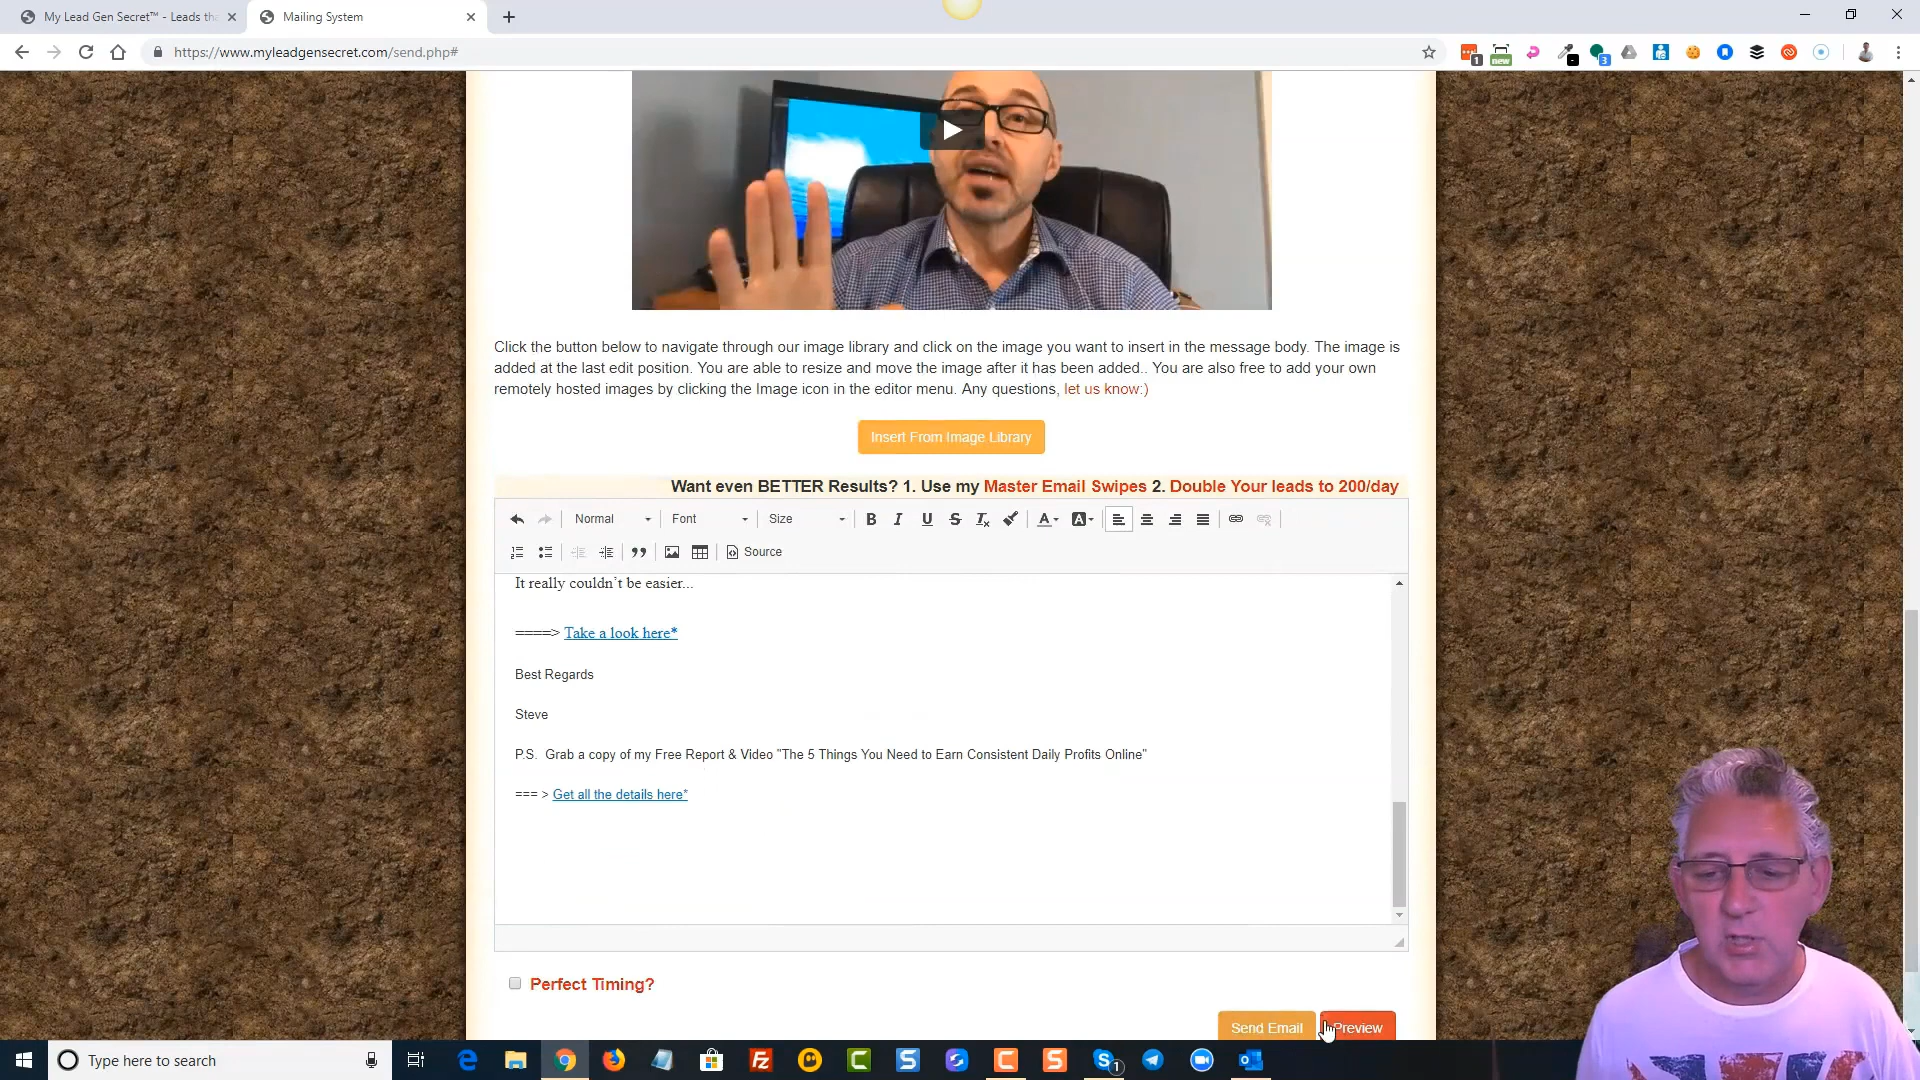 My Lead Gen Secret™ - Leads tha
Mailing System
https://www.myleadgensecret.com/send.php#
1
new
-
3
Click the button below to navigate through our image library and click on the image you want to insert in the message body. The image is
added at the last edit position. You are able to resize and move the image after it has been added.. You are also free to add your own
remotely hosted images by clicking the Image icon in the editor menu. Any questions, let us know:)
Insert From Image Library
Want even BETTER Results? 1. Use my Master Email Swipes 2. Double Your leads to 200/day
Normal Font Size B I U S Tx A A
Source
It really couldn't be easier...
====> Take a look here*
Best Regards
Steve
P.S. Grab a copy of my Free Report & Video "The 5 Things You Need to Earn Consistent Daily Profits Online"
=== > Get all the details here*
Perfect Timing?
Send Email
Preview
Type here to search
1